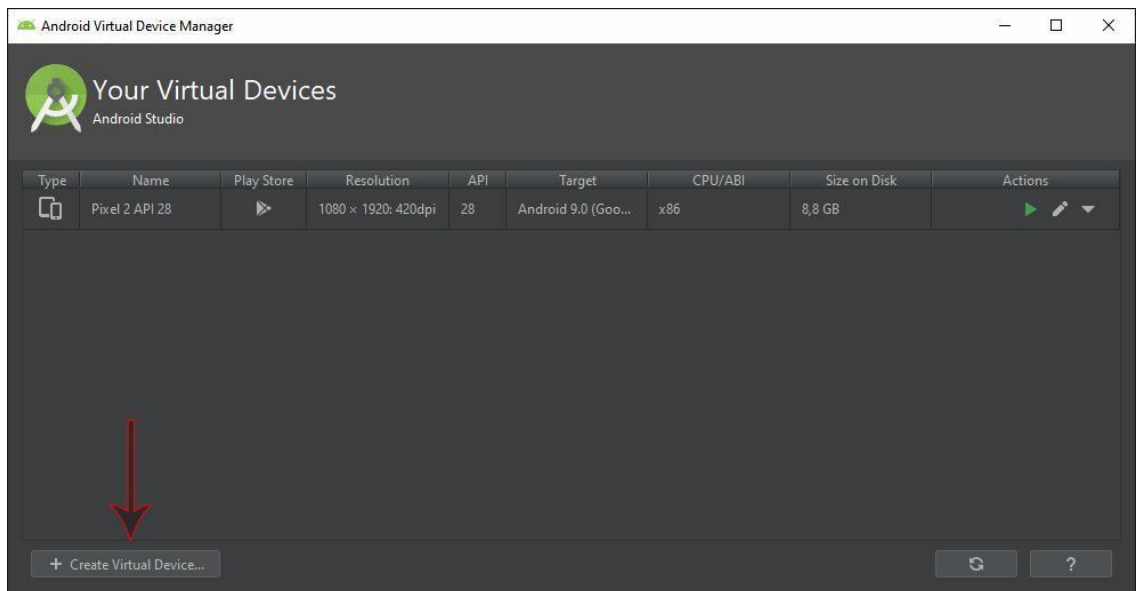 Android Virtual Device Manager
Your Virtual Devices
Android Studio
Type Name Play Store Resolution API Target CPU/ABI Size on Disk Actions
Pixel 2 API 28 1080 × 1920: 420dpi 28 Android 9.0 (Goo... x86 8,8 GB
+ Create Virtual Device... ?